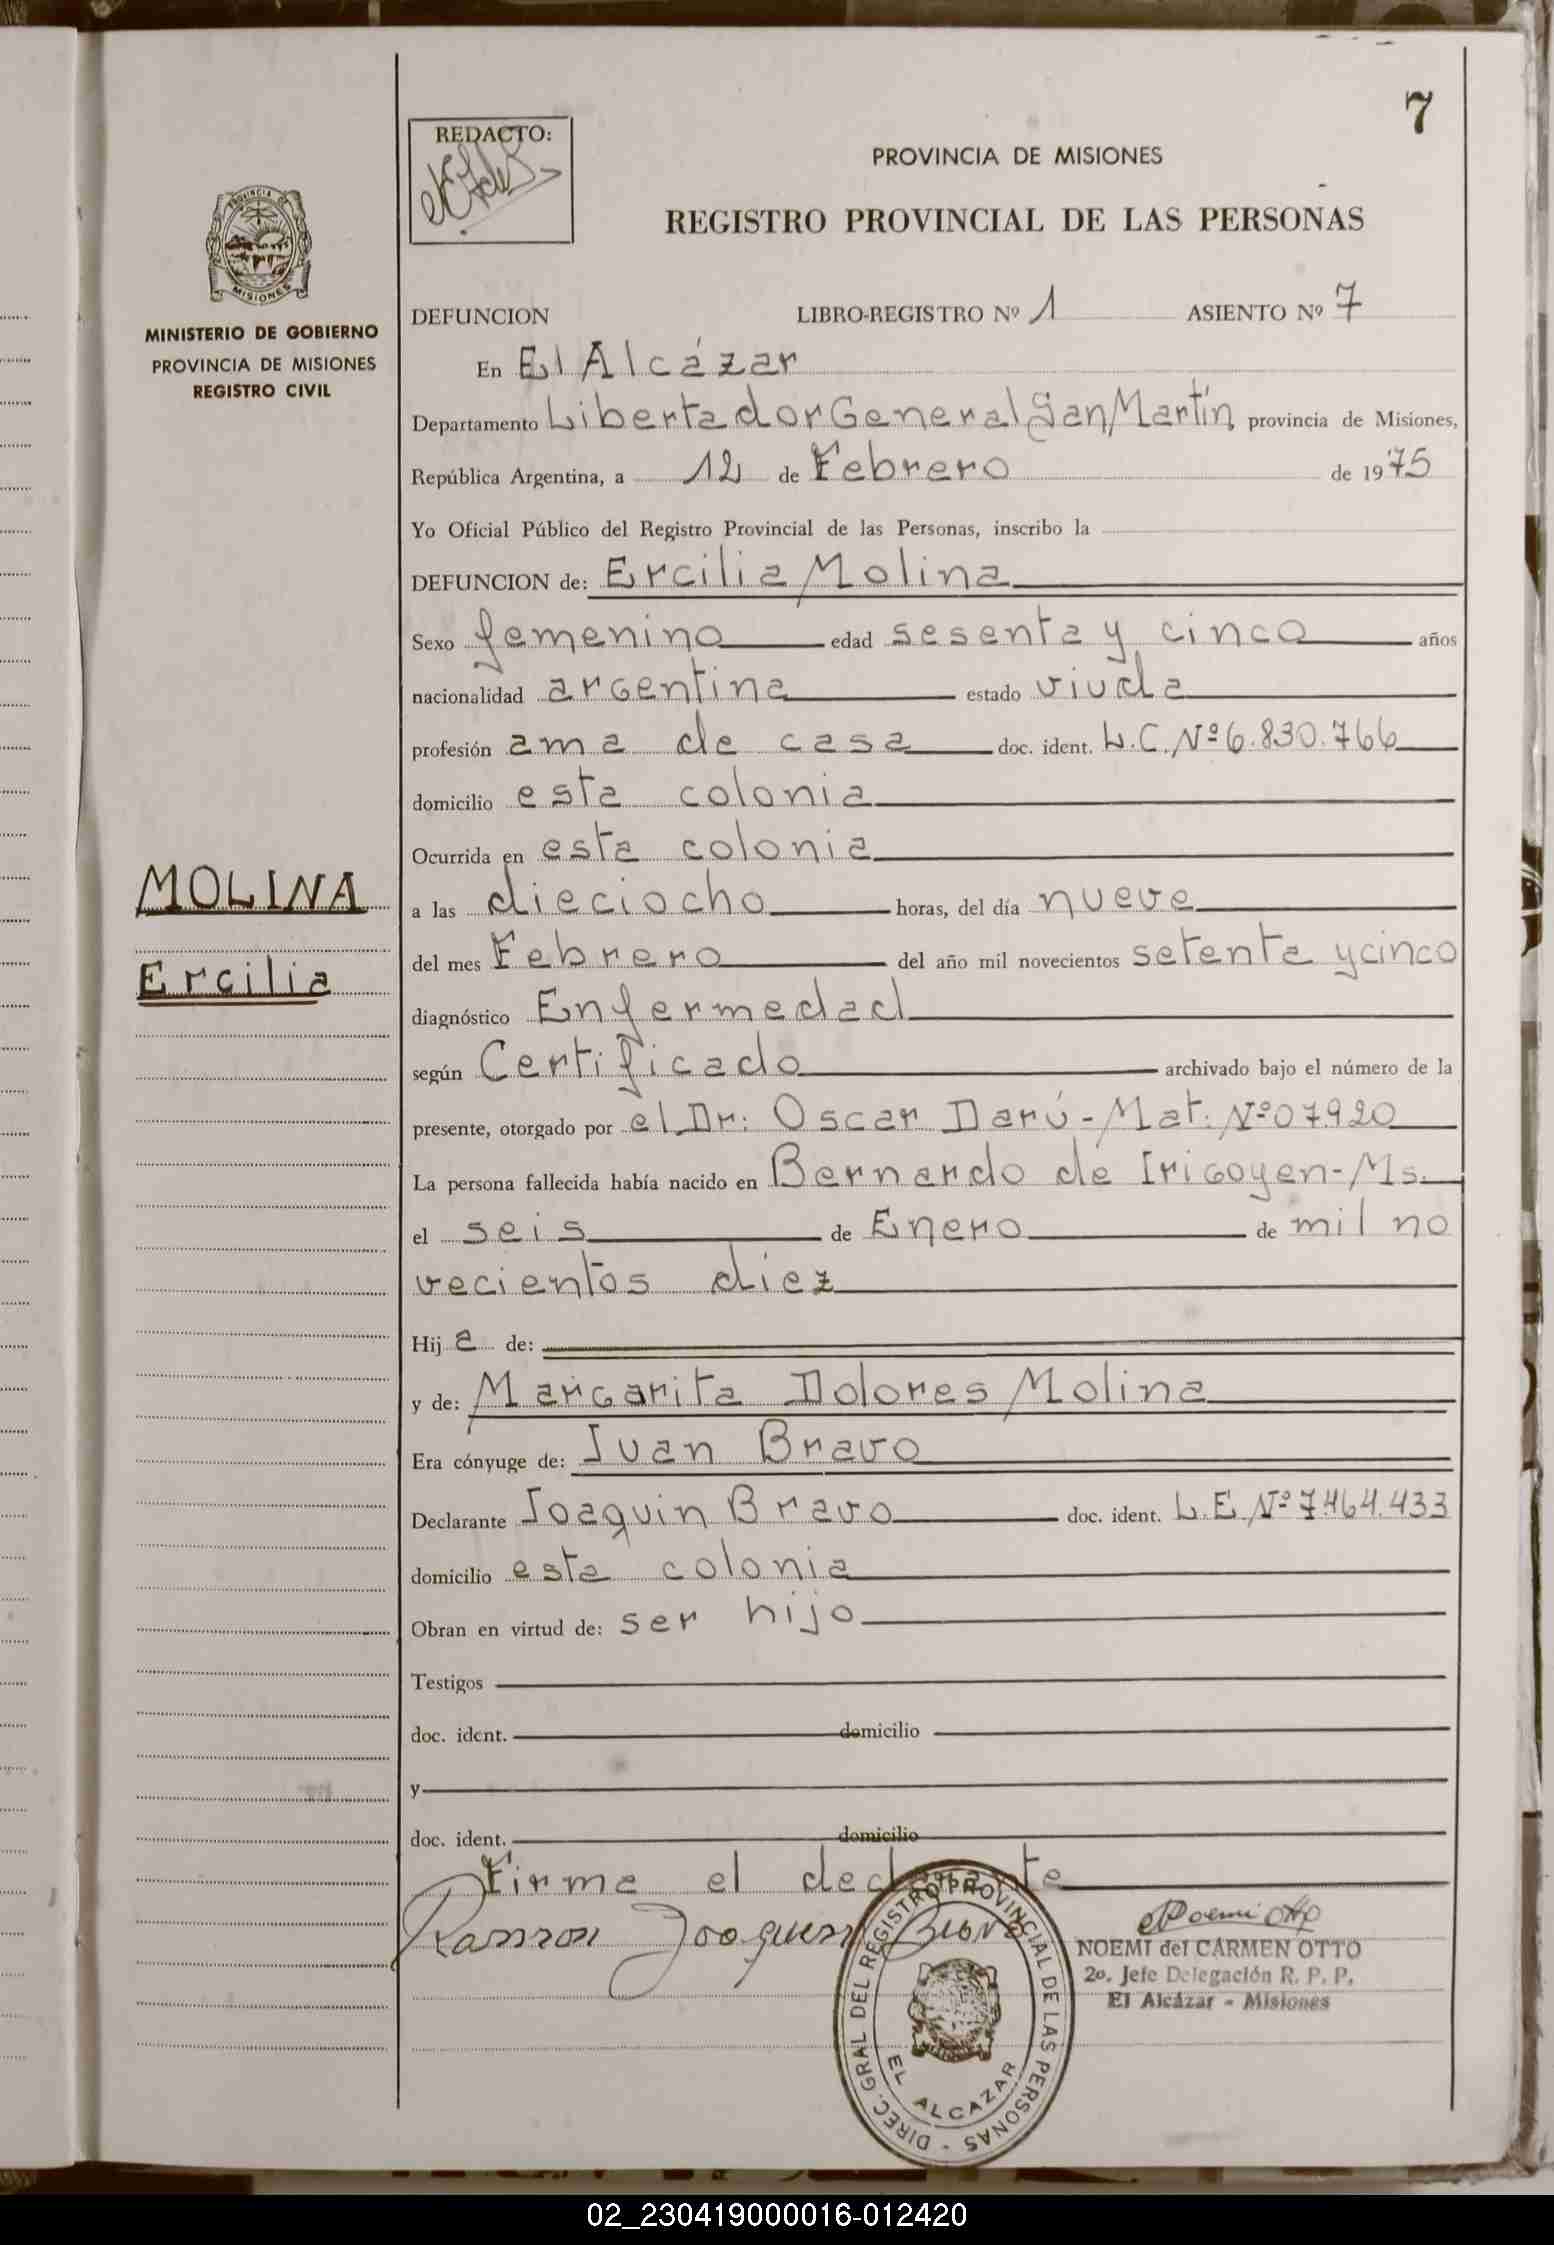 7
REDACTO:
PROVINCIA DE MISIONES
REGISTRO PROVINCIAL DE LAS PERSONAS
PROVINCIA DE
MISIONES
MINISTERIO DE GOBIERNO
PROVINCIA DE MISIONES
REGISTRO CIVIL
DEFUNCION LIBRO-REGISTRO Nº 1 ASIENTO Nº 7
En El Alcázar
Departamento Libertador General San Martín, provincia de Misiones,
República Argentina, a 12 de Febrero de 1975
Yo Oficial Público del Registro Provincial de las Personas, inscribo la
DEFUNCION de: Ercilia Molina
Sexo femenino edad sesenta y cinco años
nacionalidad argentina estado viuda
profesión ama de casa doc. ident. L.C.Nº 6.830.766
domicilio esta colonia
Ocurrida en esta colonia
MOLINA
Ercilia
a las dieciocho horas, del día nueve
del mes Febrero del año mil novecientos setenta y cinco
diagnóstico Enfermedad
según Certificado archivado bajo el número de la
presente, otorgado por el Dr: Oscar Darú - Mat. Nº 07920
La persona fallecida había nacido en Bernardo de Irigoyen - Ms.
el seis de Enero de mil no
vecientos diez
Hij a de:
y de: Margarita Dolores Molina
Era cónyuge de: Juan Bravo
Declarante Joaquin Bravo doc. ident. L.E.Nº 7.464.433
domicilio esta colonia
Obran en virtud de: ser hijo
Testigos
doc. ident. domicilio
y
doc. ident. domicilio
Firma el declarante
Ramon Joaquin Bravo
Noemi Otto
NOEMI del CARMEN OTTO
2o. Jefe Delegación R. P. P.
El Alcázar - Misiones
DIREC. GRAL DEL REGISTRO PROVINCIAL DE LAS PERSONAS -
EL ALCAZAR
02_230419000016-012420